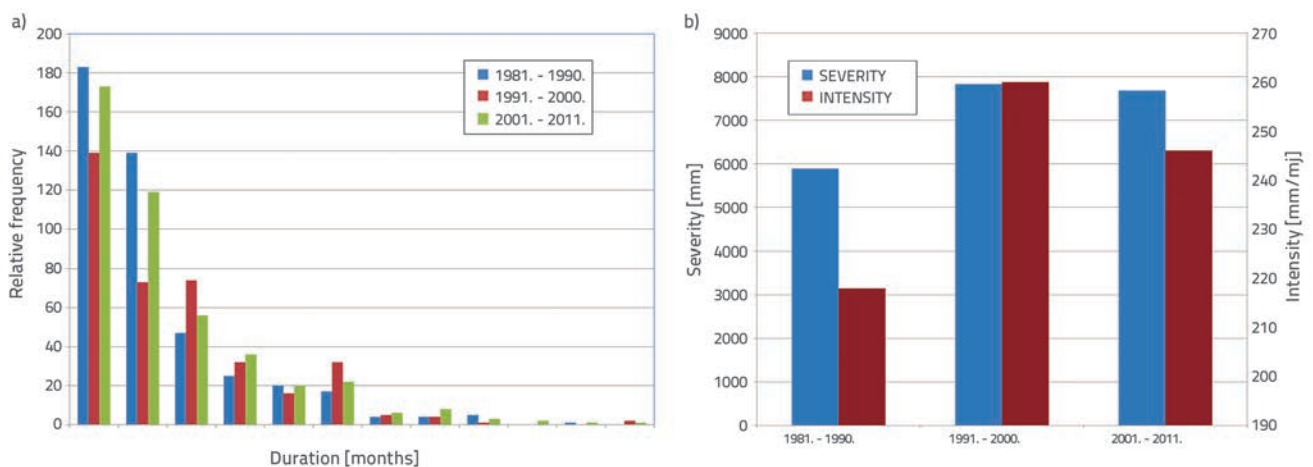 a)
200
180
160
140
120
100
80
60
40
20
0
Relative frequency
Duration [months]
1981. - 1990.
1991. - 2000.
2001. - 2011.
b)
9000
8000
7000
6000
5000
4000
3000
2000
1000
0
Severity [mm]
SEVERITY
INTENSITY
270
260
250
240
230
220
210
200
190
Intensity [mm/mj]
1981. - 1990.
1991. - 2000.
2001. - 2011.